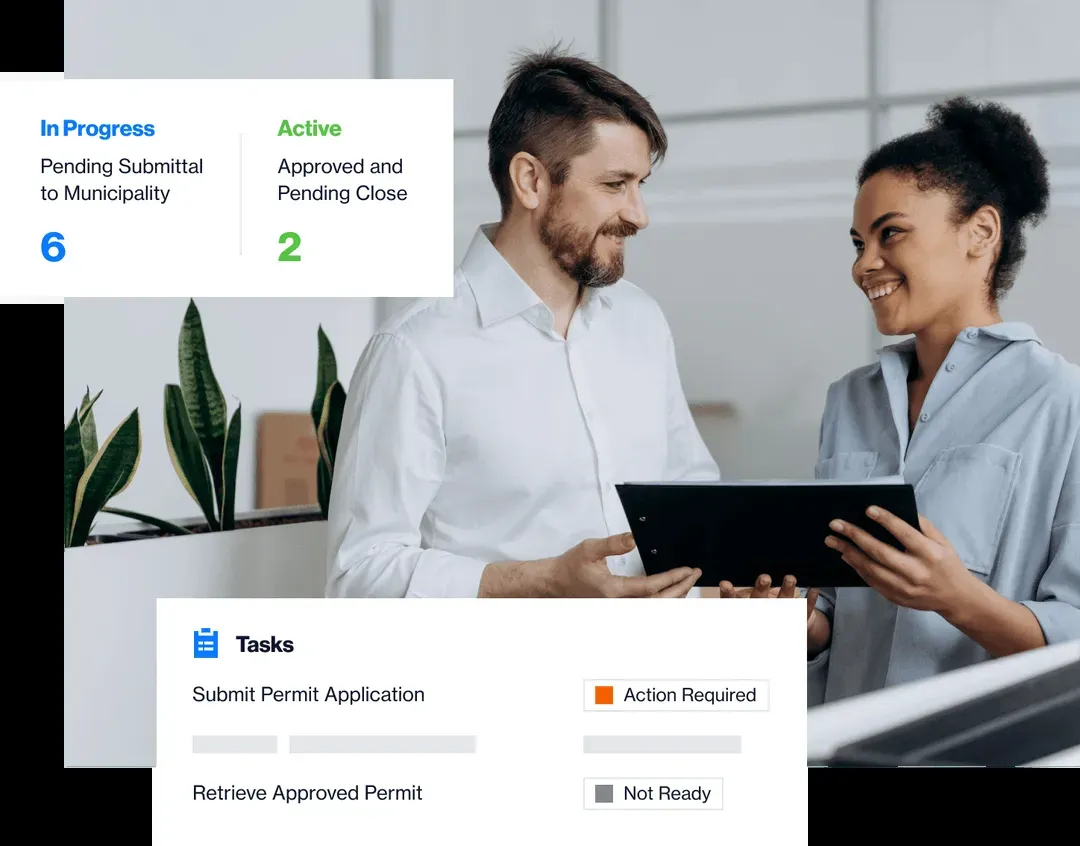 In Progress
Pending Submittal
to Municipality
6
Active
Approved and
Pending Close
2
Tasks
Submit Permit Application
Action Required
Retrieve Approved Permit
Not Ready